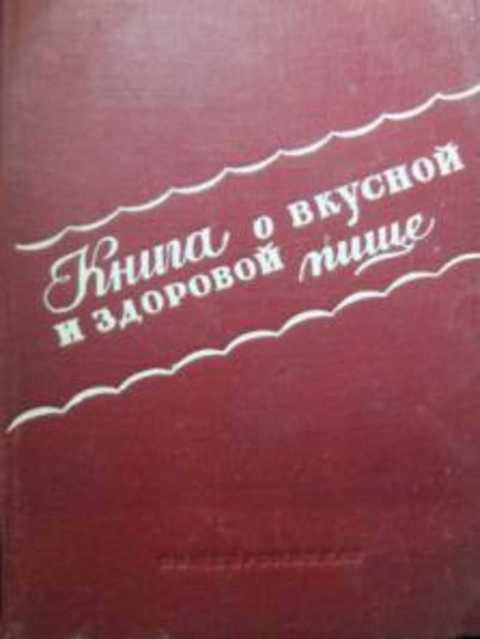 Книга о вкусной
и здоровой пище